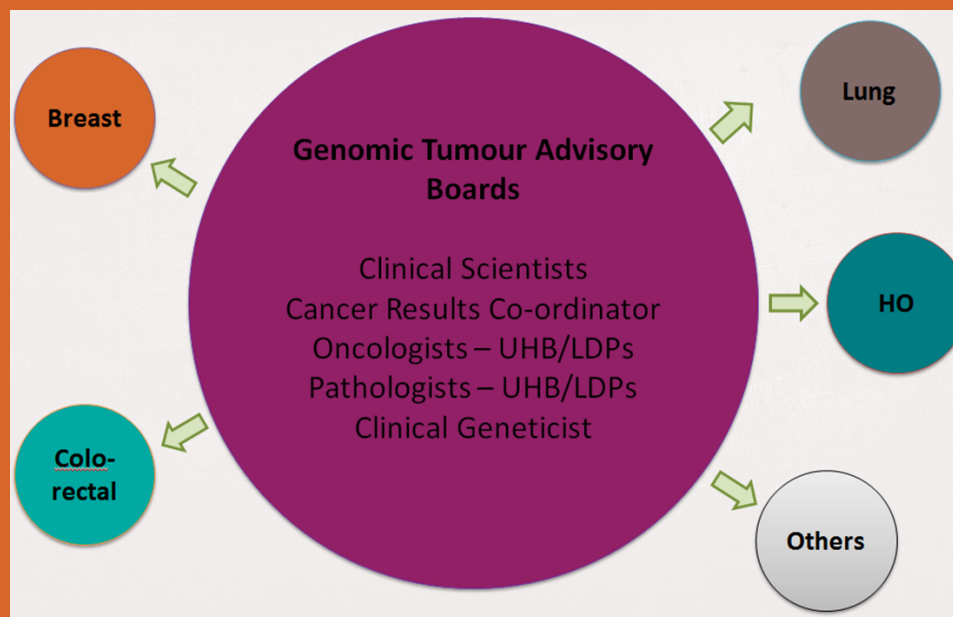 Breast
Lung
Genomic Tumour Advisory
Boards
Clinical Scientists
Cancer Results Co-ordinator
Oncologists – UHB/LDPs
Pathologists – UHB/LDPs
Clinical Geneticist
HO
Colo-
rectal
Others